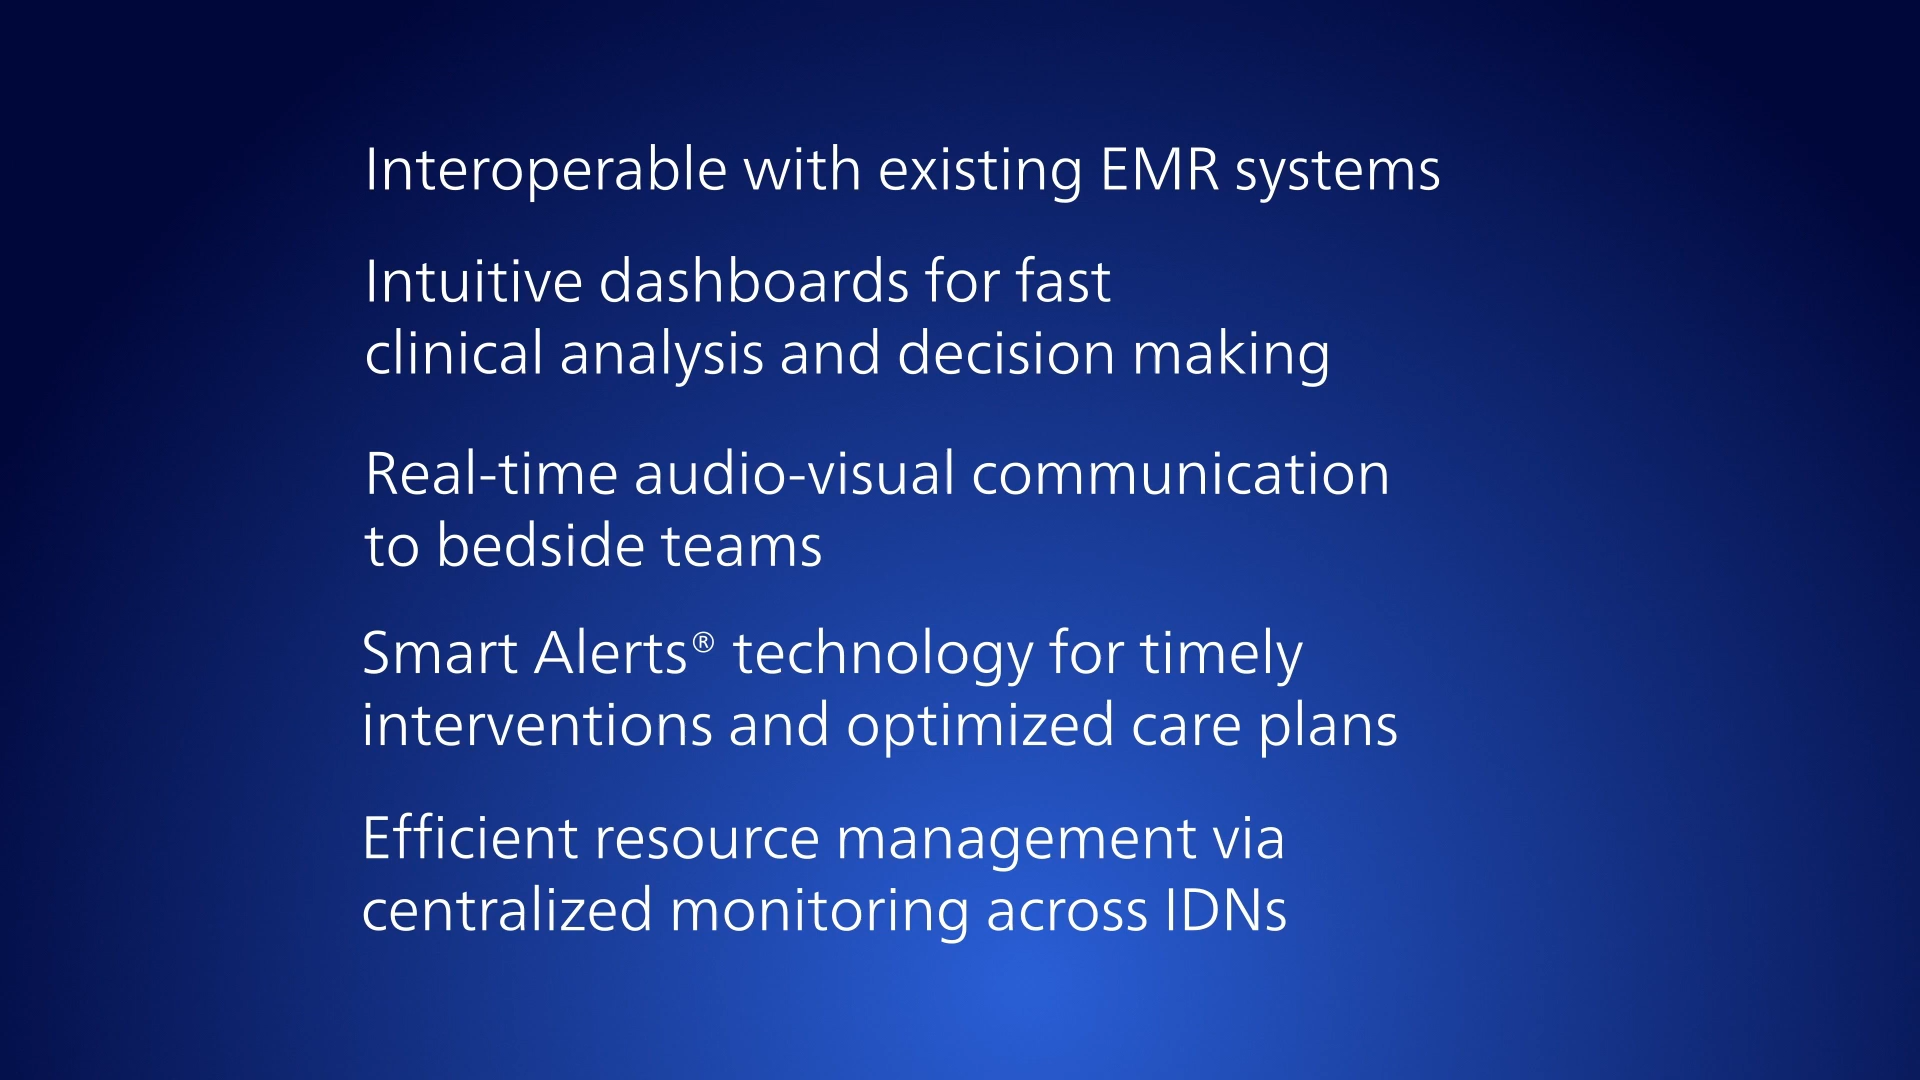 Interoperable with existing EMR systems
Intuitive dashboards for fast
clinical analysis and decision making
Real-time audio-visual communication
to bedside teams
Smart Alerts® technology for timely
interventions and optimized care plans
Efficient resource management via
centralized monitoring across IDNs